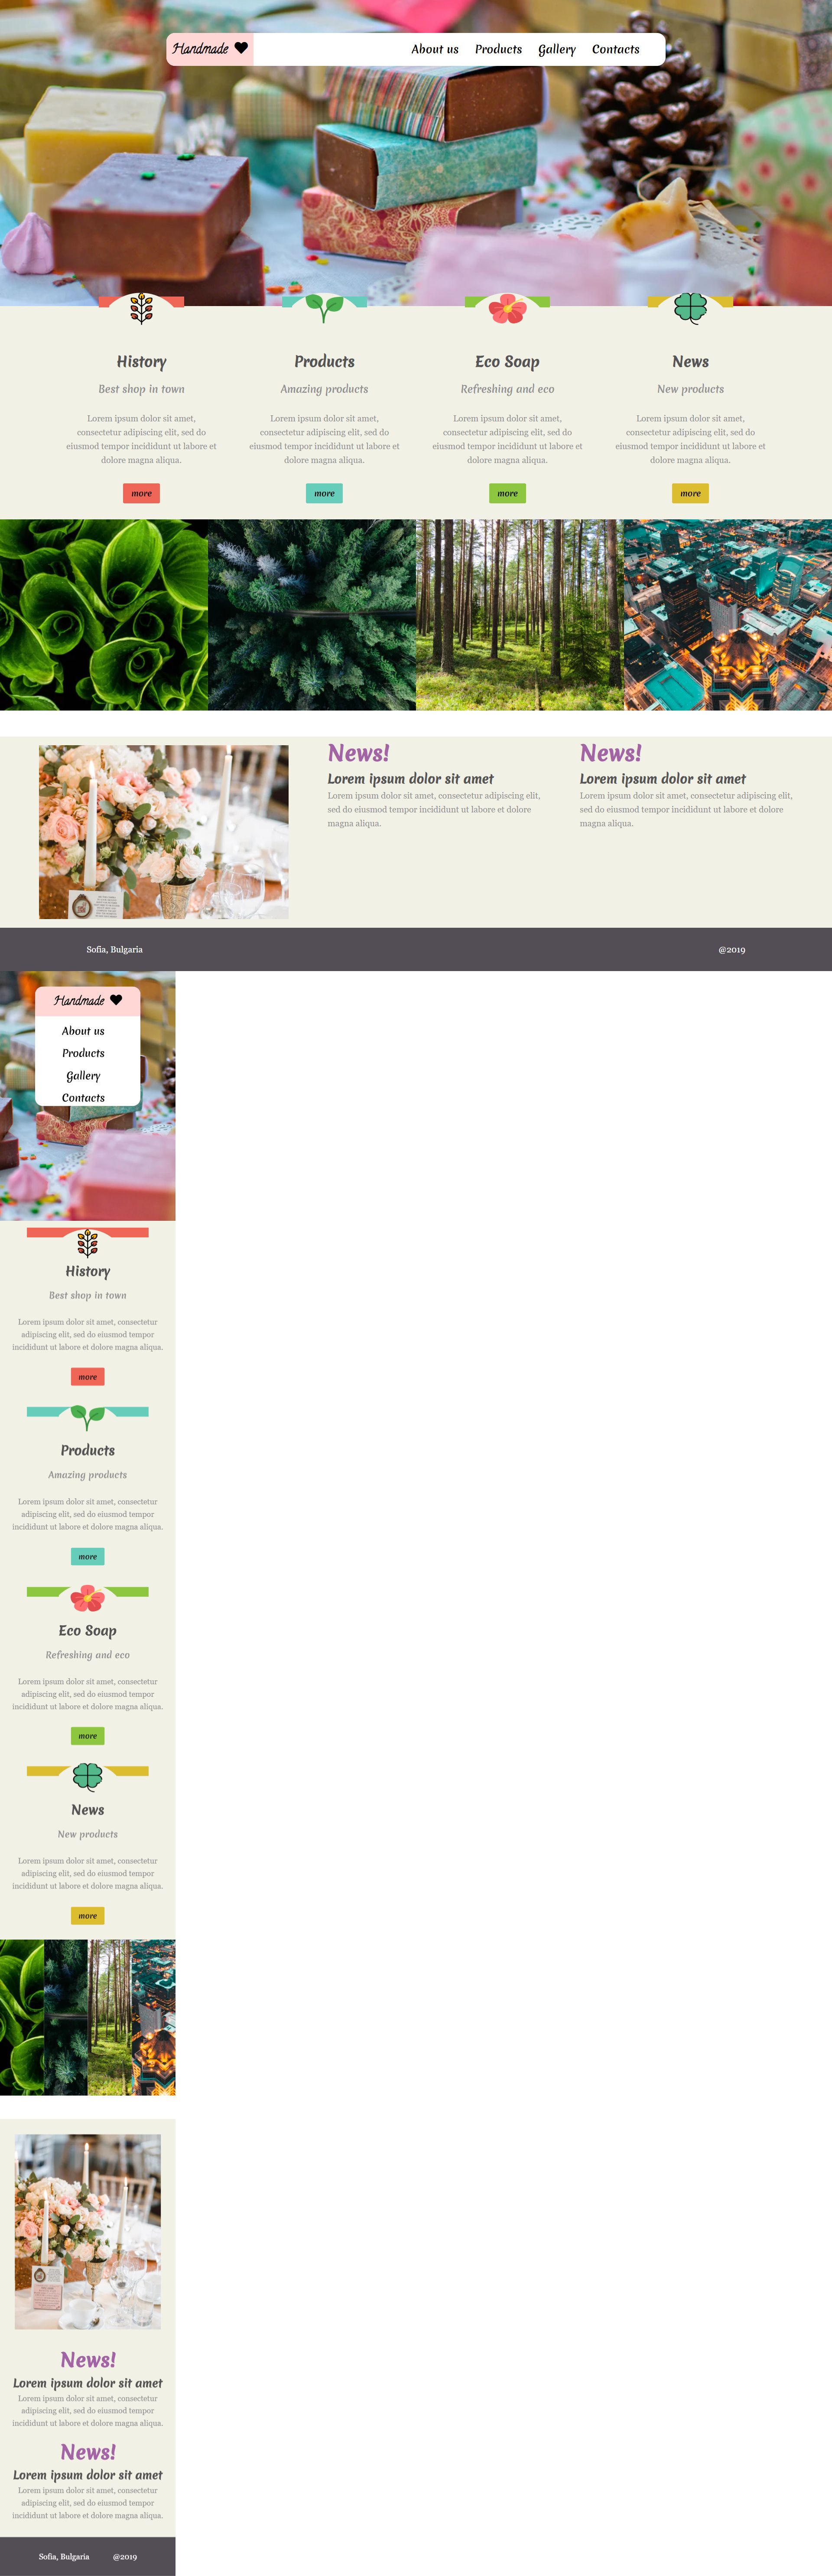 Handmade
About us Products Gallery Contacts
History
Best shop in town
Lorem ipsum dolor sit amet,
consectetur adipiscing elit, sed do
eiusmod tempor incididunt ut labore et
dolore magna aliqua.
more
Products
Amazing products
Lorem ipsum dolor sit amet,
consectetur adipiscing elit, sed do
eiusmod tempor incididunt ut labore et
dolore magna aliqua.
more
Eco Soap
Refreshing and eco
Lorem ipsum dolor sit amet,
consectetur adipiscing elit, sed do
eiusmod tempor incididunt ut labore et
dolore magna aliqua.
more
News
New products
Lorem ipsum dolor sit amet,
consectetur adipiscing elit, sed do
eiusmod tempor incididunt ut labore et
dolore magna aliqua.
more
News!
Lorem ipsum dolor sit amet
Lorem ipsum dolor sit amet, consectetur adipiscing elit,
sed do eiusmod tempor incididunt ut labore et dolore
magna aliqua.
News!
Lorem ipsum dolor sit amet
Lorem ipsum dolor sit amet, consectetur adipiscing elit,
sed do eiusmod tempor incididunt ut labore et dolore
magna aliqua.
Sofia, Bulgaria
@2019
Handmade
About us
Products
Gallery
Contacts
History
Best shop in town
Lorem ipsum dolor sit amet, consectetur
adipiscing elit, sed do eiusmod tempor
incididunt ut labore et dolore magna aliqua.
more
Products
Amazing products
Lorem ipsum dolor sit amet, consectetur
adipiscing elit, sed do eiusmod tempor
incididunt ut labore et dolore magna aliqua.
more
Eco Soap
Refreshing and eco
Lorem ipsum dolor sit amet, consectetur
adipiscing elit, sed do eiusmod tempor
incididunt ut labore et dolore magna aliqua.
more
News
New products
Lorem ipsum dolor sit amet, consectetur
adipiscing elit, sed do eiusmod tempor
incididunt ut labore et dolore magna aliqua.
more
News!
Lorem ipsum dolor sit amet
Lorem ipsum dolor sit amet, consectetur
adipiscing elit, sed do eiusmod tempor
incididunt ut labore et dolore magna aliqua.
News!
Lorem ipsum dolor sit amet
Lorem ipsum dolor sit amet, consectetur
adipiscing elit, sed do eiusmod tempor
incididunt ut labore et dolore magna aliqua.
Sofia, Bulgaria
@2019